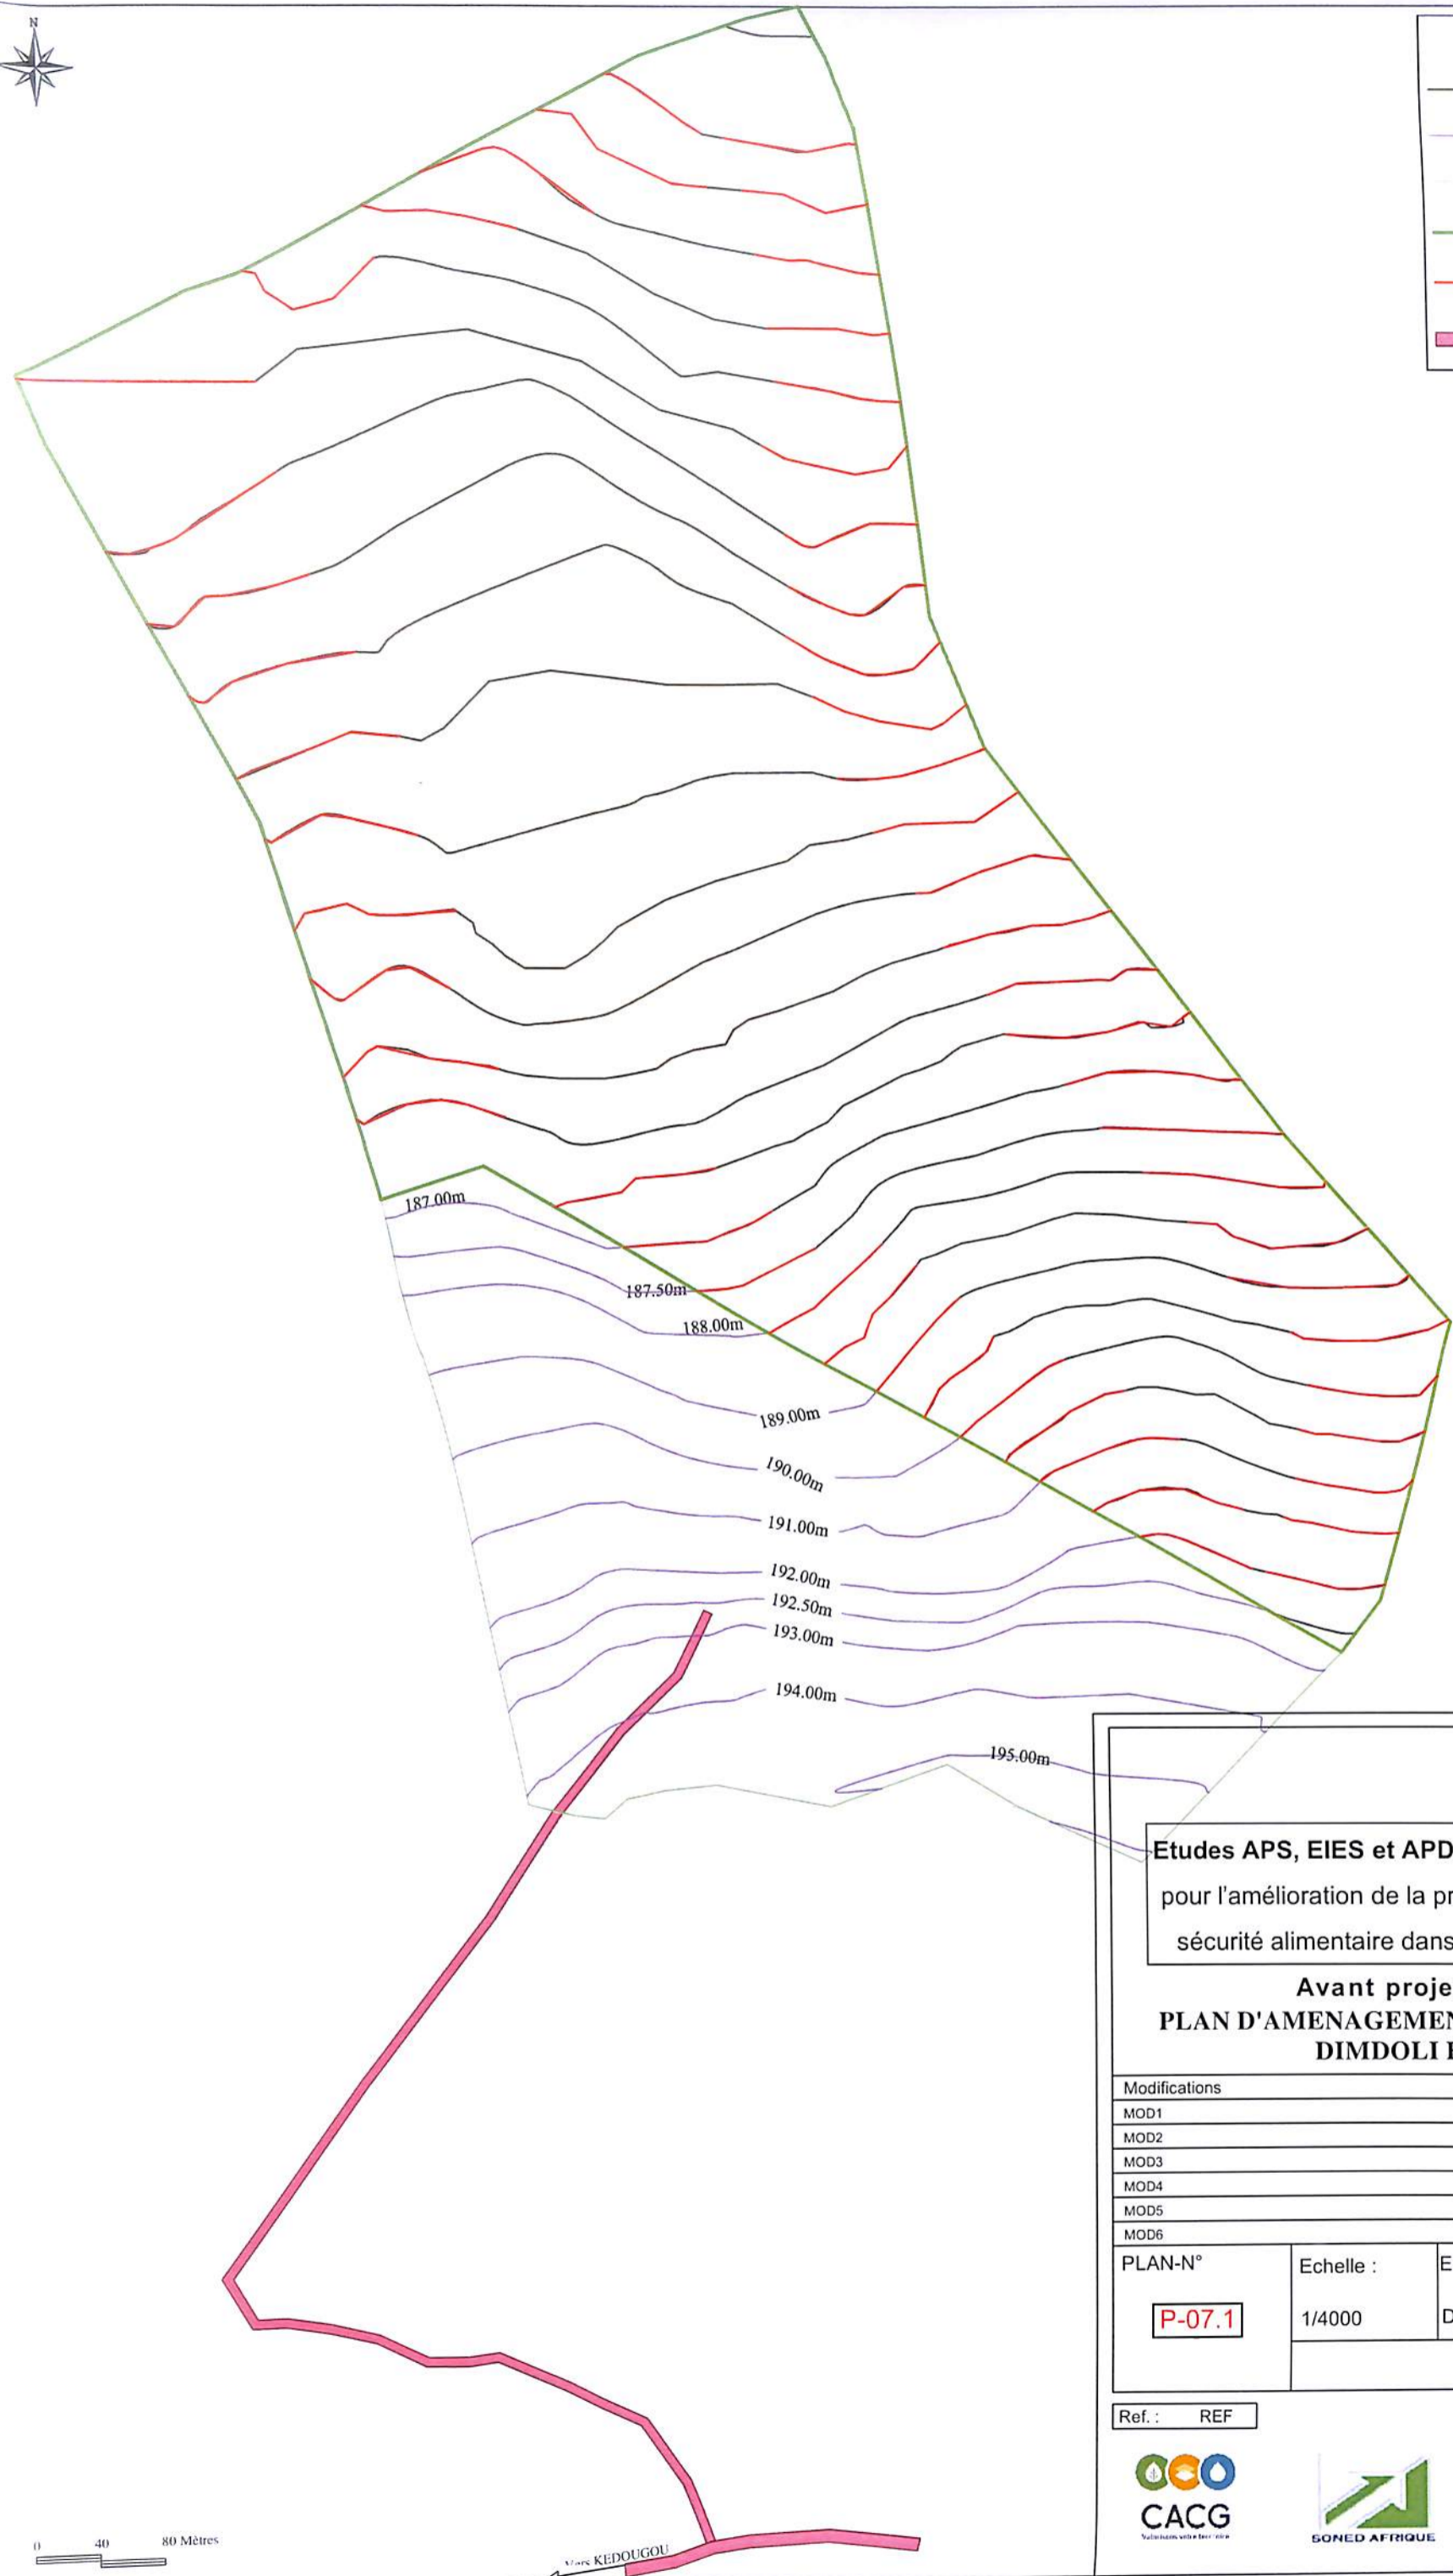 N
187.00m
187.50m
188.00m
189.00m
190.00m
191.00m
192.00m
192.50m
193.00m
194.00m
195.00m
Etudes APS, EIES et APD
pour l'amélioration de la pr
sécurité alimentaire dans
Avant proje
PLAN D'AMENAGEMEN
DIMDOLI
Modifications
MOD1
MOD2
MOD3
MOD4
MOD5
MOD6
PLAN-N° Echelle : E
P-07.1 1/4000 D
Ref. : REF
CACG
SONED AFRIQUE
0 40 80 Mètres
Vers KEDOUGOU